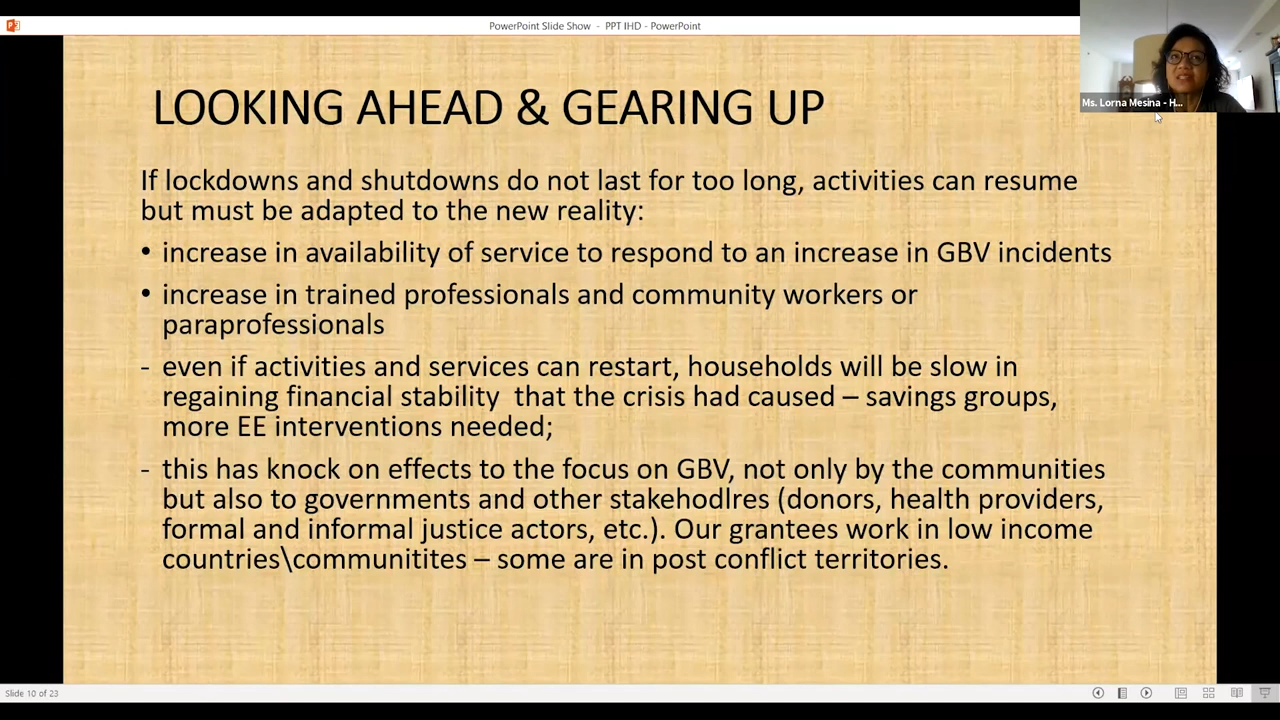 PowerPoint Slide Show - PPT IHD - PowerPoint
Ms. Lorna Mesina - H...
LOOKING AHEAD & GEARING UP
If lockdowns and shutdowns do not last for too long, activities can resume
but must be adapted to the new reality:
• increase in availability of service to respond to an increase in GBV incidents
• increase in trained professionals and community workers or
paraprofessionals
- even if activities and services can restart, households will be slow in
regaining financial stability  that the crisis had caused – savings groups,
more EE interventions needed;
- this has knock on effects to the focus on GBV, not only by the communities
but also to governments and other stakehodlres (donors, health providers,
formal and informal justice actors, etc.). Our grantees work in low income
countries\communitites – some are in post conflict territories.
Slide 10 of 23